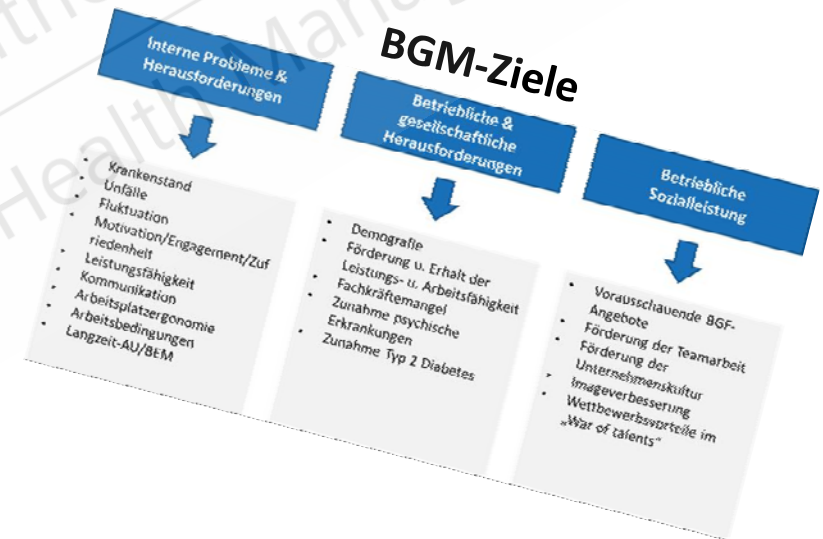 BGM-Ziele
Interne Probleme &
Herausforderungen
Krankenstand
Unfälle
Fluktuation
Motivation/Engagement/Zuf
riedenheit
Leistungsfähigkeit
Kommunikation
Arbeitsplatzergonomie
Arbeitsbedingungen
Langzeit-AU/BEM
Betriebliche &
gesellschaftliche
Herausforderungen
Demografie
Förderung u. Erhalt der
Leistungs- u. Arbeitsfähigkeit
Fachkräftemangel
Zunahme psychische
Erkrankungen
Zunahme Typ 2 Diabetes
Betriebliche
Sozialleistung
Vorausschauende BGF-
Angebote
Förderung der Teamarbeit
Förderung der
Unternehmenskultur
Imageverbesserung
Wettbewerbsvorteile im
„War of talents“
Health